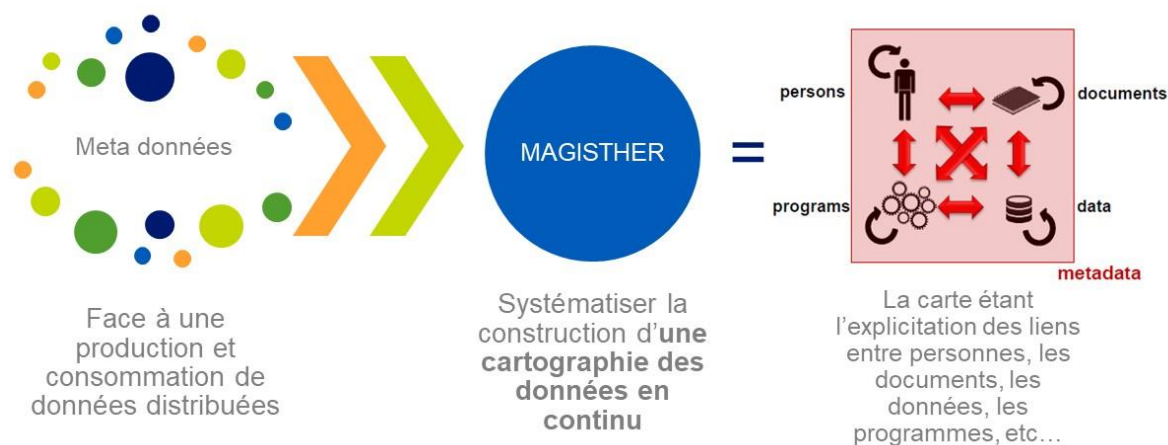 Meta données
Face à une
production et
consommation de
données distribuées
MAGISTHER
Systématiser la
construction d'une
cartographie des
données en
continu
=
persons
documents
programs
data
metadata
La carte étant
l'explicitation des liens
entre personnes, les
documents, les
données, les
programmes, etc…